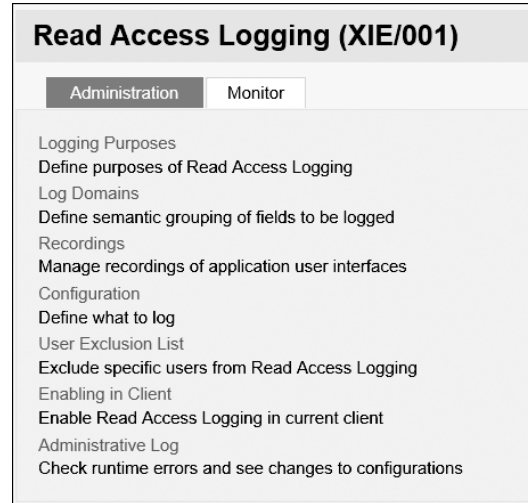 Read Access Logging (XIE/001)
Administration
Monitor
Logging Purposes
Define purposes of Read Access Logging
Log Domains
Define semantic grouping of fields to be logged
Recordings
Manage recordings of application user interfaces
Configuration
Define what to log
User Exclusion List
Exclude specific users from Read Access Logging
Enabling in Client
Enable Read Access Logging in current client
Administrative Log
Check runtime errors and see changes to configurations